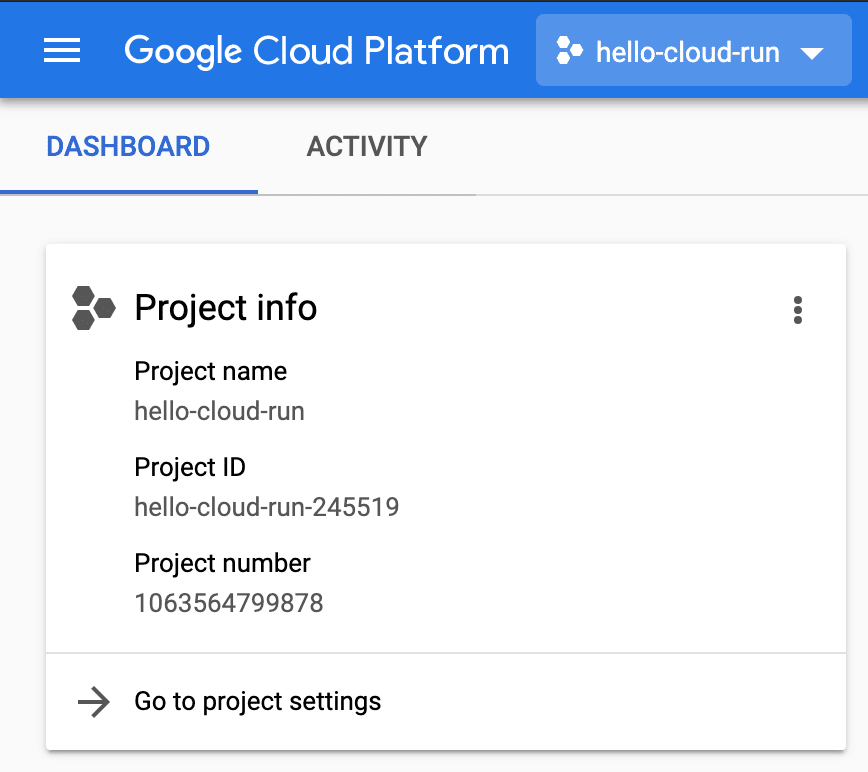 Google Cloud Platform hello-cloud-run
DASHBOARD ACTIVITY
Project info
Project name
hello-cloud-run
Project ID
hello-cloud-run-245519
Project number
1063564799878
Go to project settings